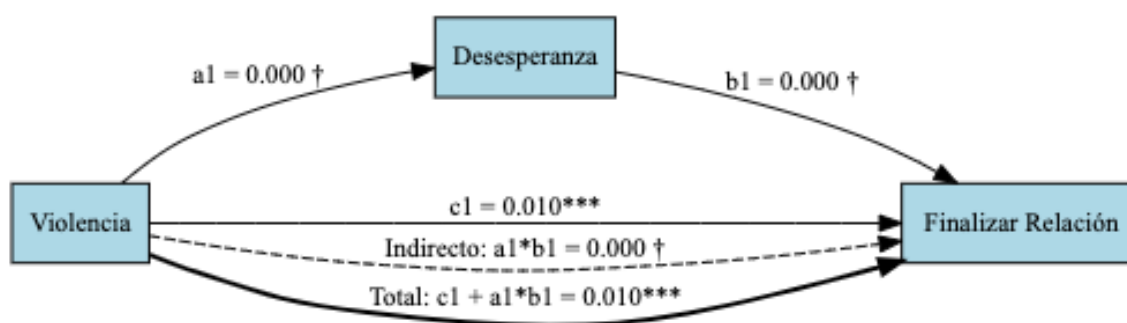 Desesperanza
a1 = 0.000 †
b1 = 0.000 †
Violencia
c1 = 0.010***
Finalizar Relación
Indirecto: a1*b1 = 0.000 †
Total: c1 + a1*b1 = 0.010***